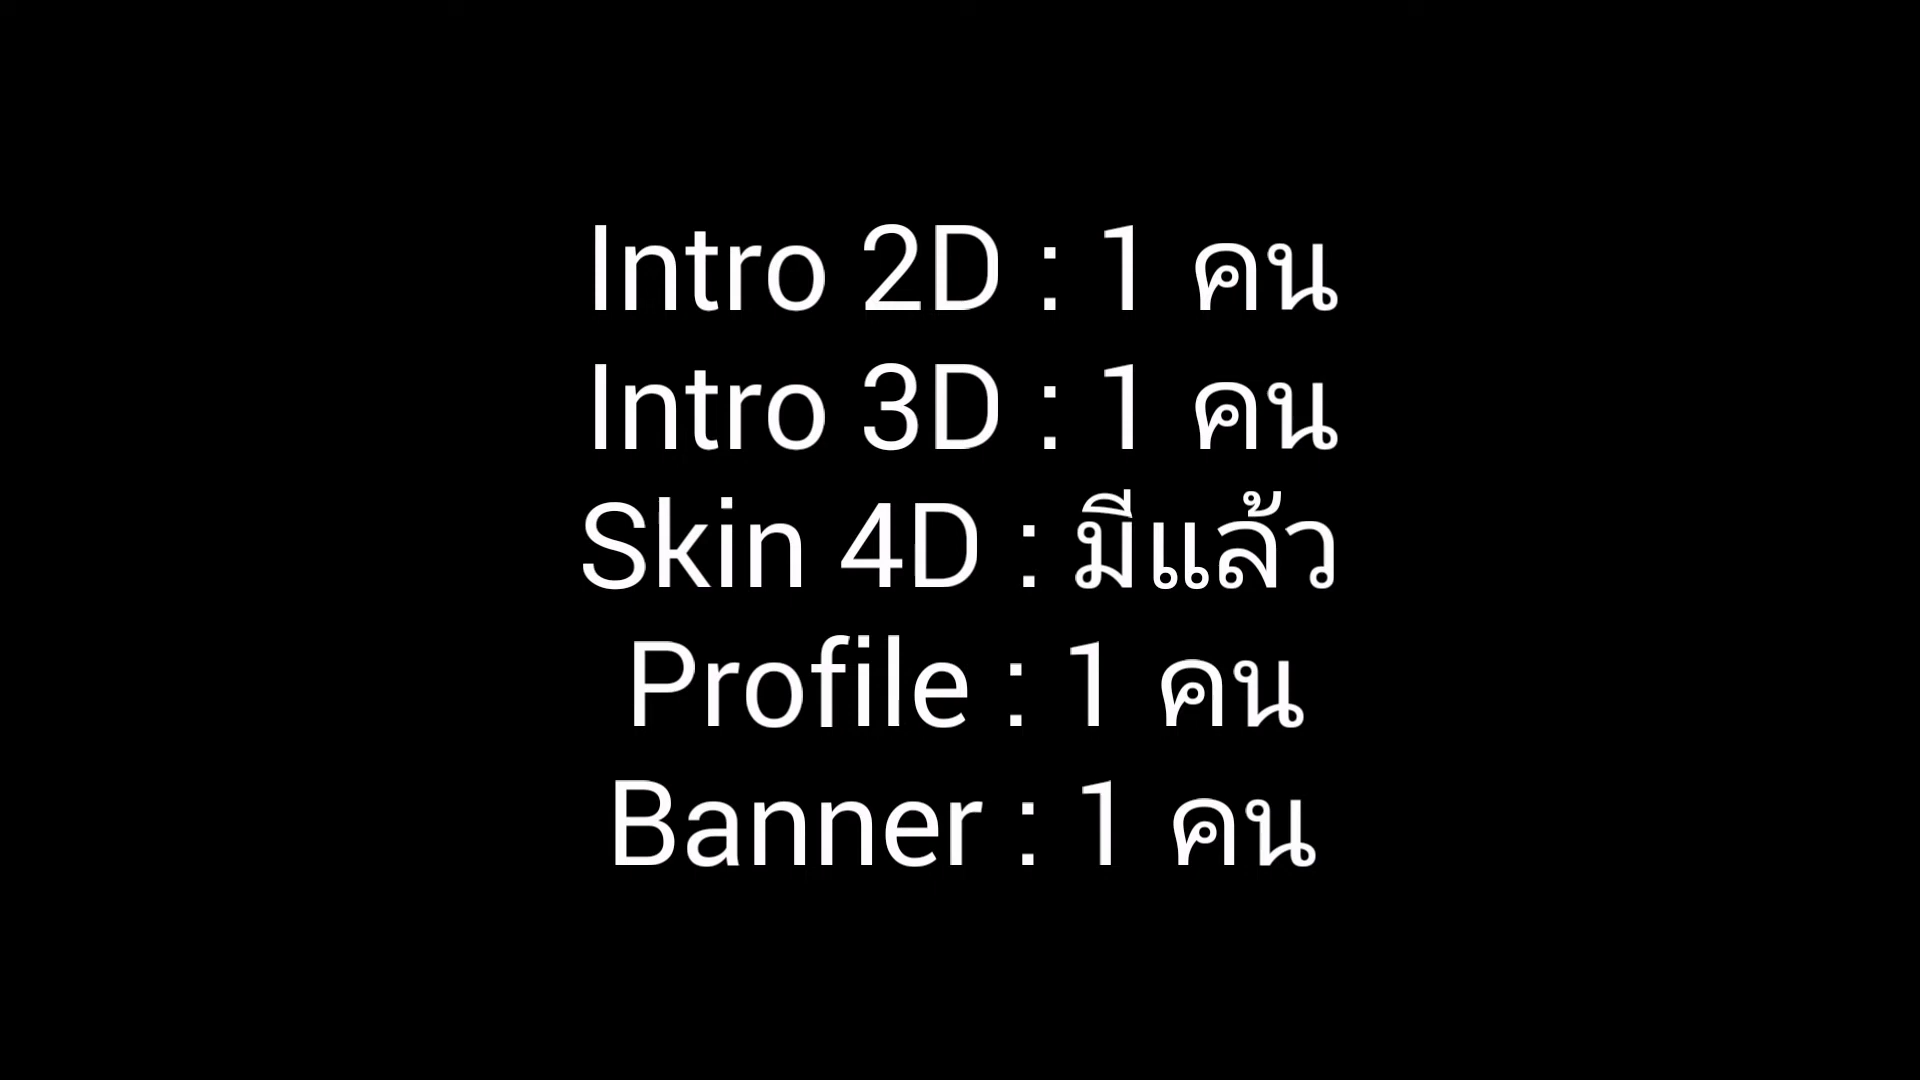 Intro 2D : 1 คน
Intro 3D : 1 คน
Skin 4D : มีแล้ว
Profile : 1 คน
Banner : 1 คน